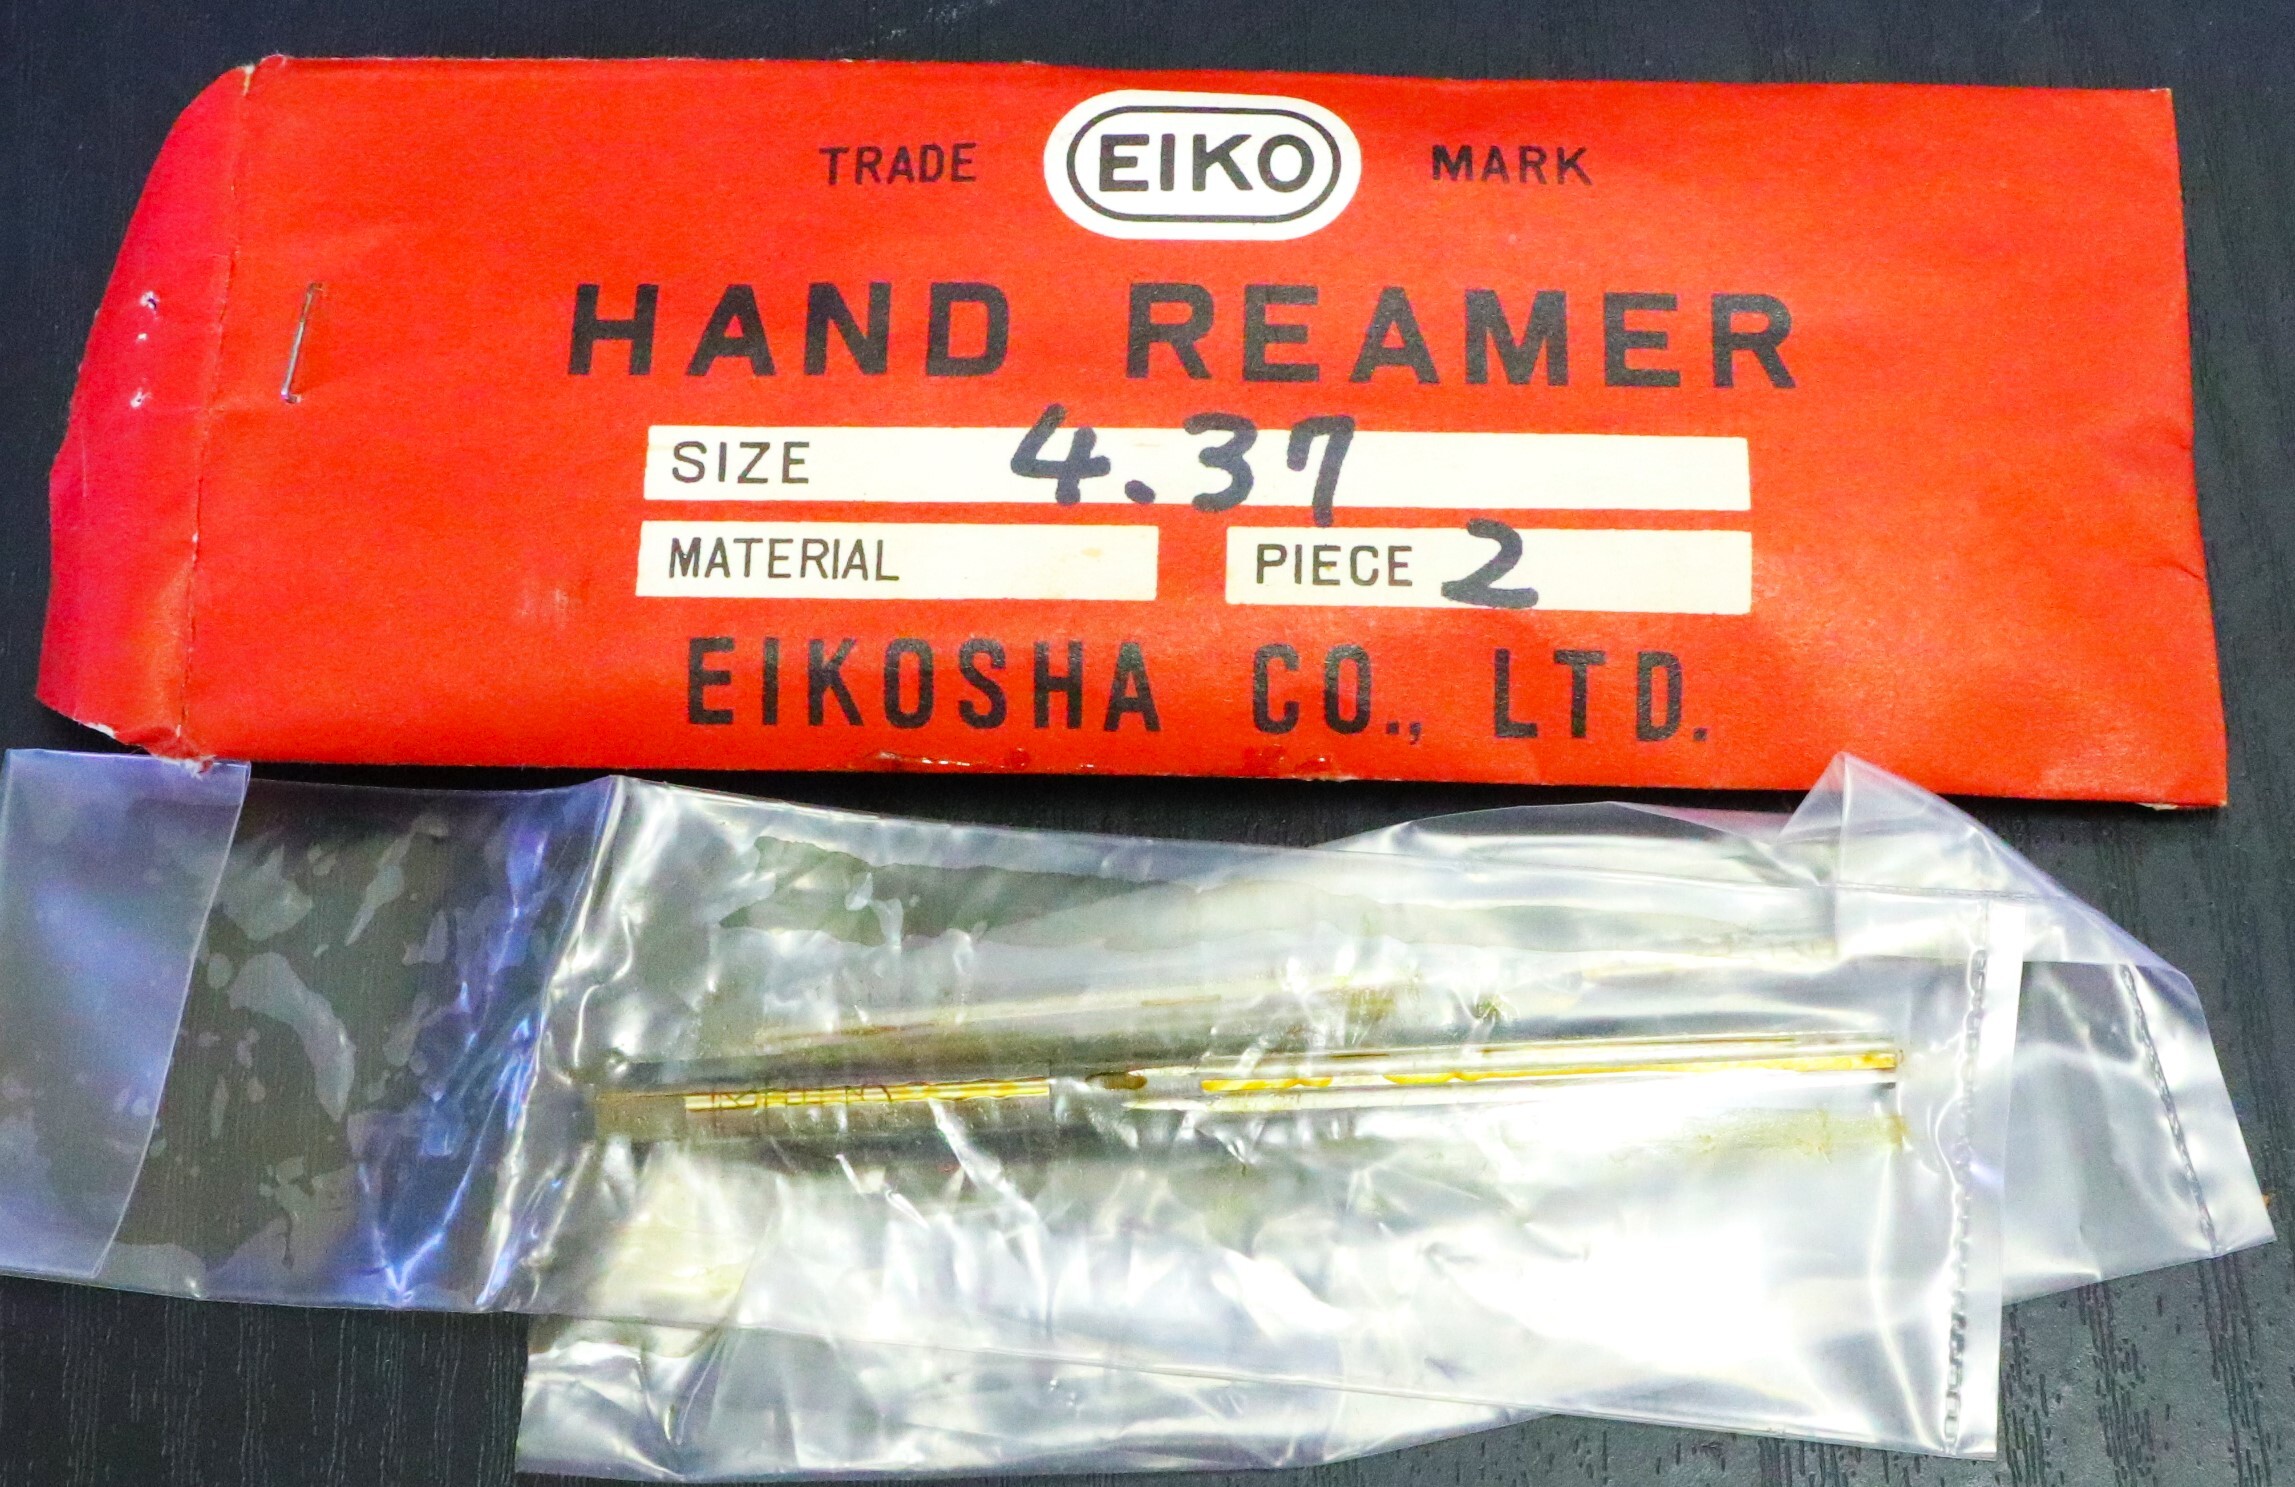 TRADE EIKO MARK
HAND REAMER
SIZE 4.37
MATERIAL PIECE 2
EIKOSHA CO., LTD.